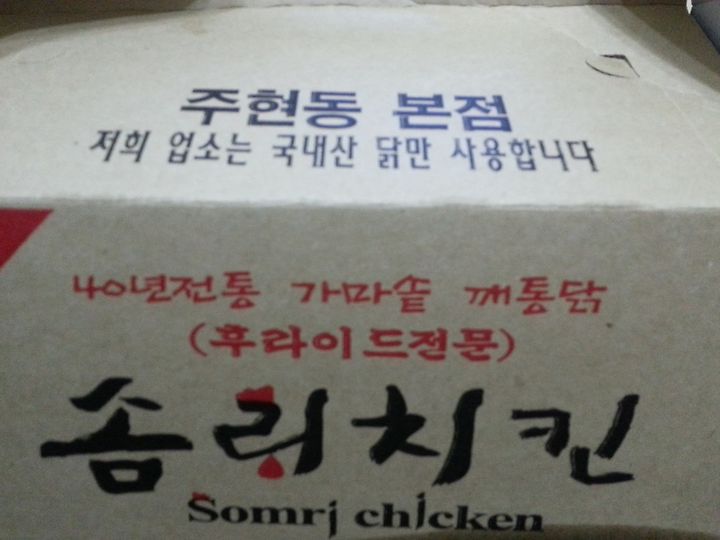 주현동 본점
저희 업소는 국내산 닭만 사용합니다
40년전통 가마솥 깨통닭
(후라이드전문)
솜리치킨
Somri chicken